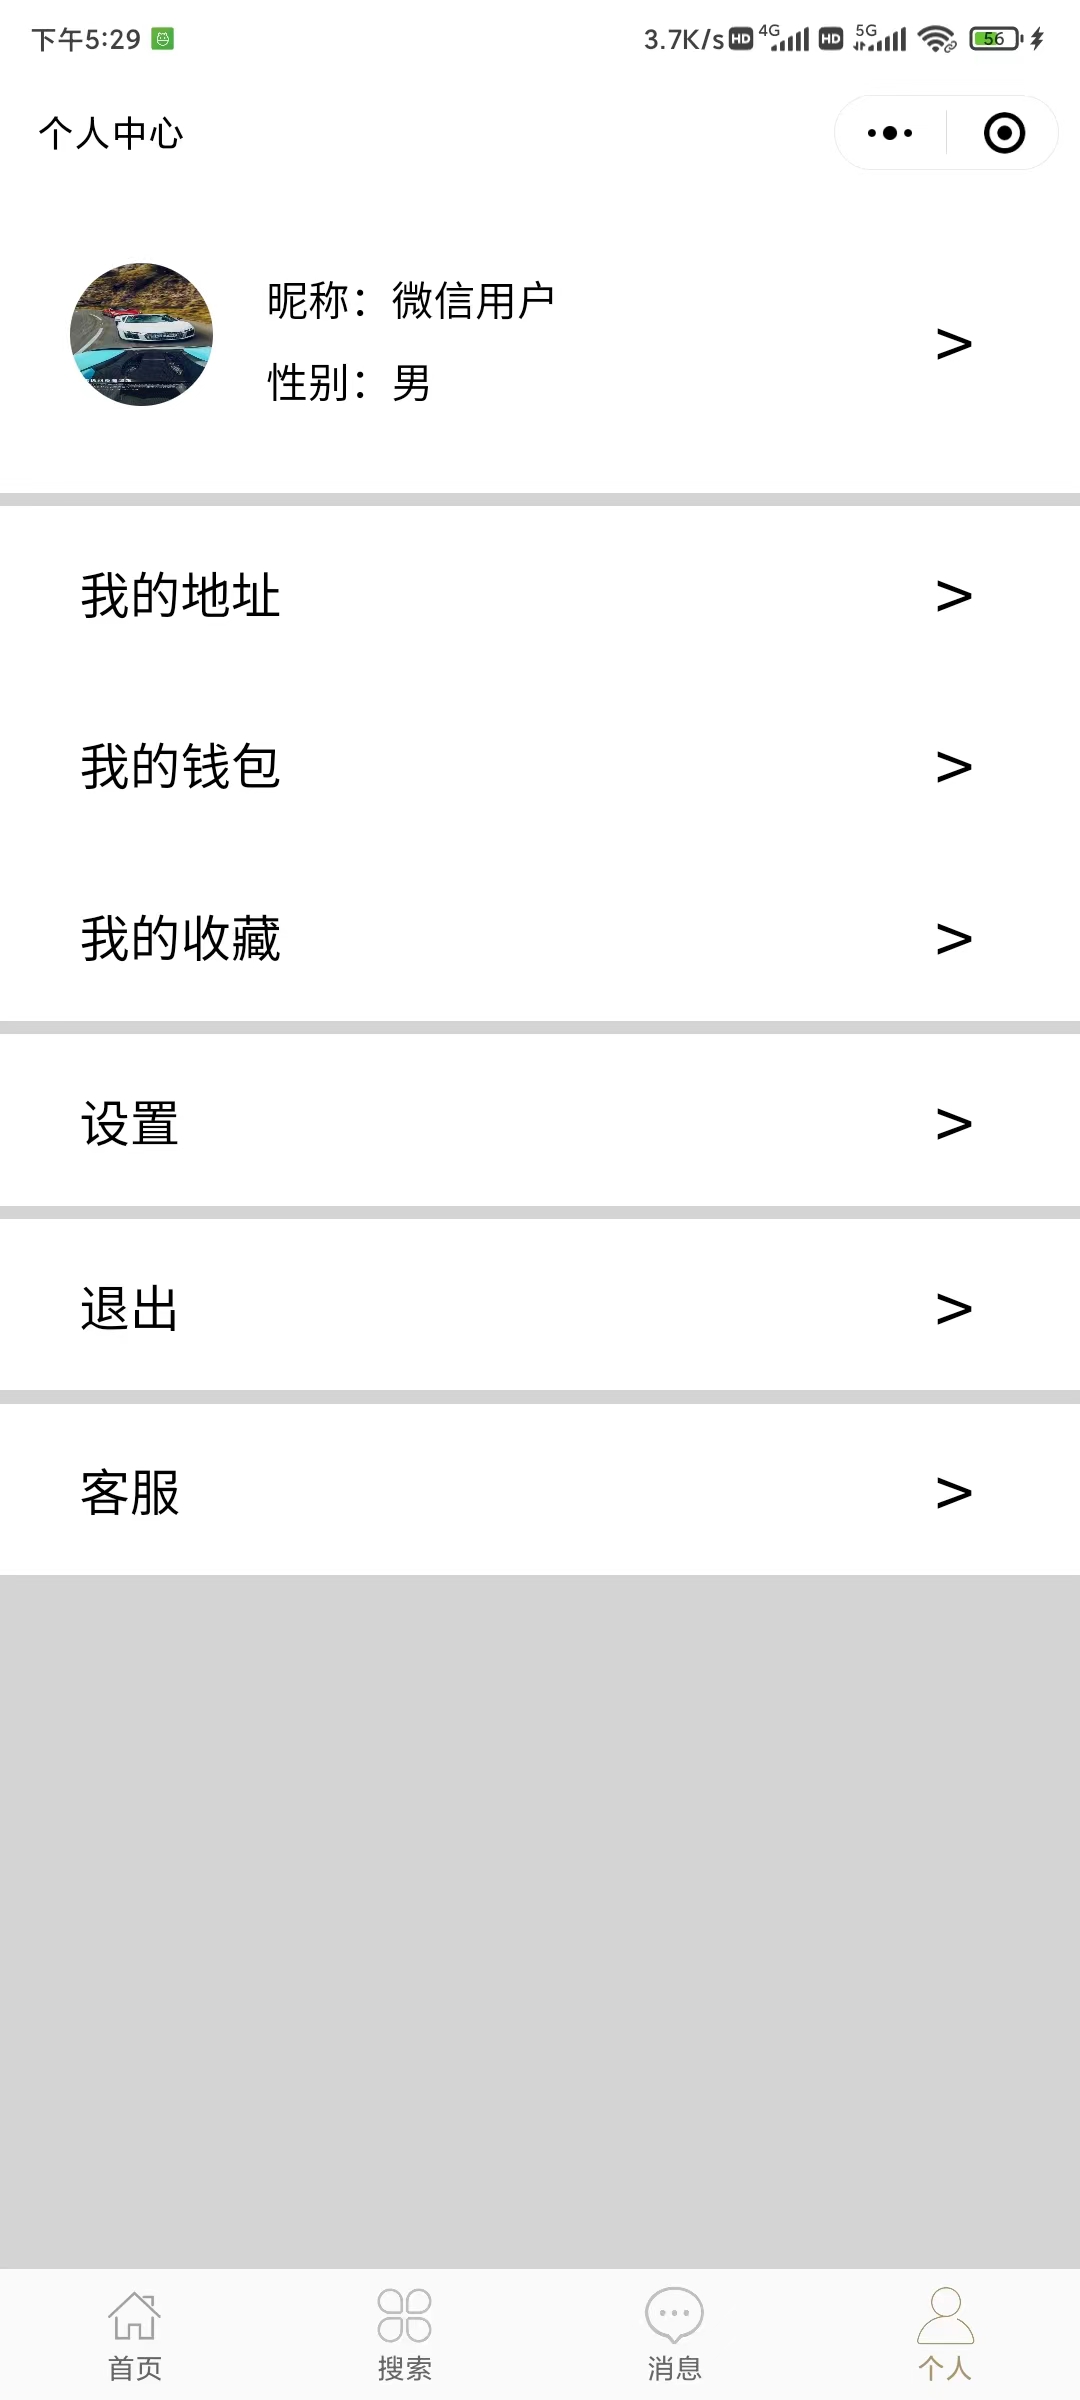 下午5:29 3.7K/s HD 4G HD 5G 56
个人中心
昵称：微信用户
>
性别：男
我的地址 >
我的钱包 >
我的收藏 >
设置 >
退出 >
客服 >
首页 搜索 消息 个人